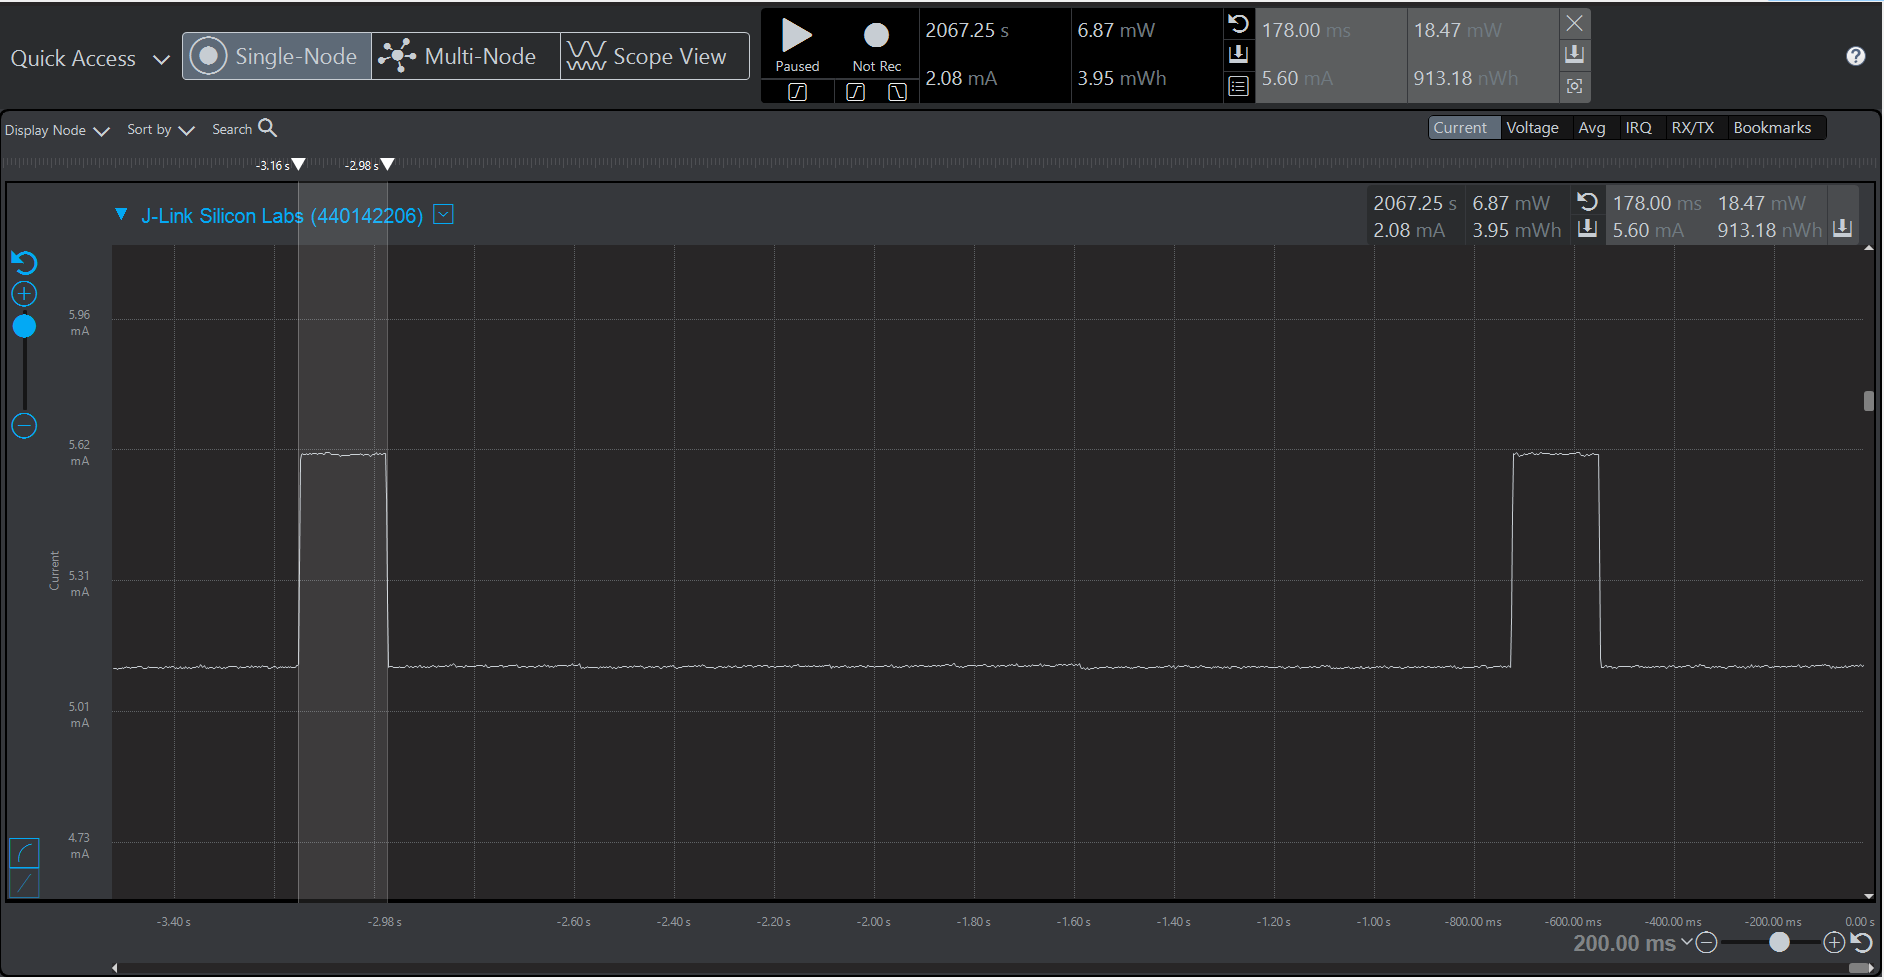 Quick Access
Single-Node
Multi-Node
Scope View
Paused
Not Rec
2067.25 s
6.87 mW
2.08 mA
3.95 mWh
178.00 ms
18.47 mW
5.60 mA
913.18 nWh
?
Display Node
Sort by
Search
Current
Voltage
Avg
IRQ
RX/TX
Bookmarks
-3.16 s
-2.98 s
J-Link Silicon Labs (440142206)
2067.25 s
6.87 mW
178.00 ms
18.47 mW
2.08 mA
3.95 mWh
5.60 mA
913.18 nWh
5.96
mA
5.62
mA
Current
5.31
mA
5.01
mA
4.73
mA
-3.40 s
-2.98 s
-2.60 s
-2.40 s
-2.20 s
-2.00 s
-1.80 s
-1.60 s
-1.40 s
-1.20 s
-1.00 s
-800.00 ms
-600.00 ms
-400.00 ms
-200.00 ms
0.00 s
200.00 ms